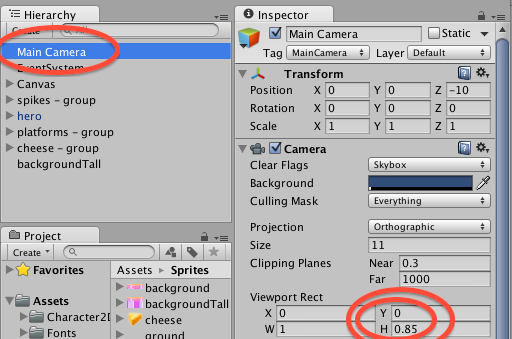 Hierarchy
Create
All
Main Camera
EventSystem
Canvas
spikes - group
hero
platforms - group
cheese - group
backgroundTall
Project
Create
Favorites
Assets
Character2D
Fonts
Assets ▸ Sprites
background
backgroundTall
cheese
ground
Inspector
Main Camera
Static
Tag MainCamera Layer Default
Transform
Position X 0 Y 0 Z -10
Rotation X 0 Y 0 Z 0
Scale X 1 Y 1 Z 1
Camera
Clear Flags Skybox
Background
Culling Mask Everything
Projection Orthographic
Size 11
Clipping Planes Near 0.3
Far 1000
Viewport Rect
X 0 Y 0
W 1 H 0.85